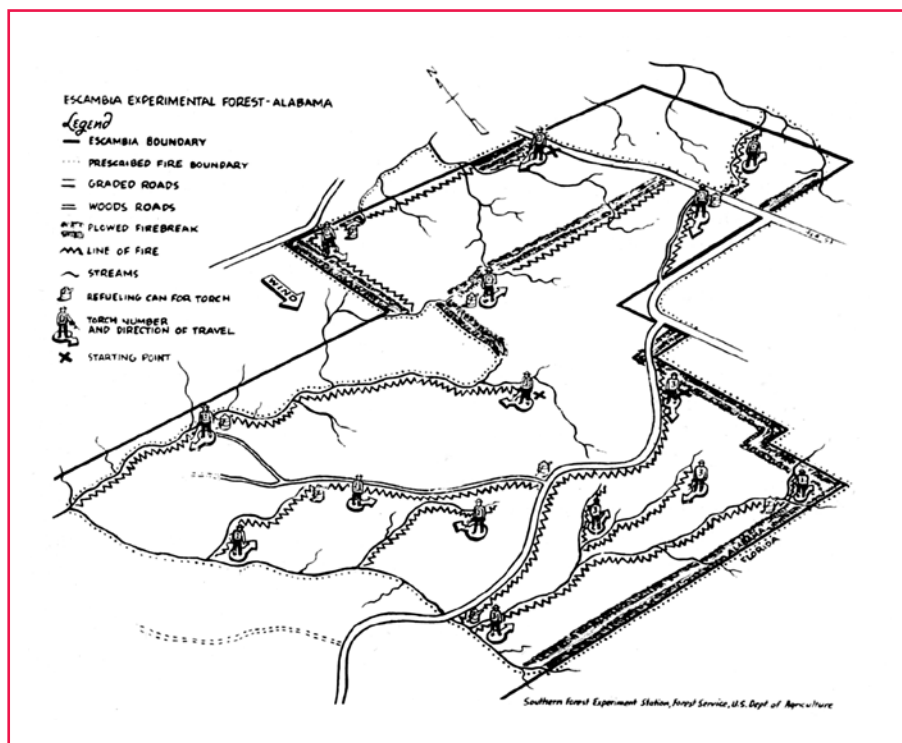 N
ESCAMBIA EXPERIMENTAL FOREST-ALABAMA
Legend
ESCAMBIA BOUNDARY
PRESCRIBED FIRE BOUNDARY
GRADED ROADS
WOODS ROADS
PLOWED FIREBREAK
LINE OF FIRE
STREAMS
REFUELING CAN FOR TORCH
TORCH NUMBER
AND DIRECTION OF TRAVEL
STARTING POINT
WIND
FLORIDA
Southern Forest Experiment Station, Forest Service, U.S. Dept of Agriculture